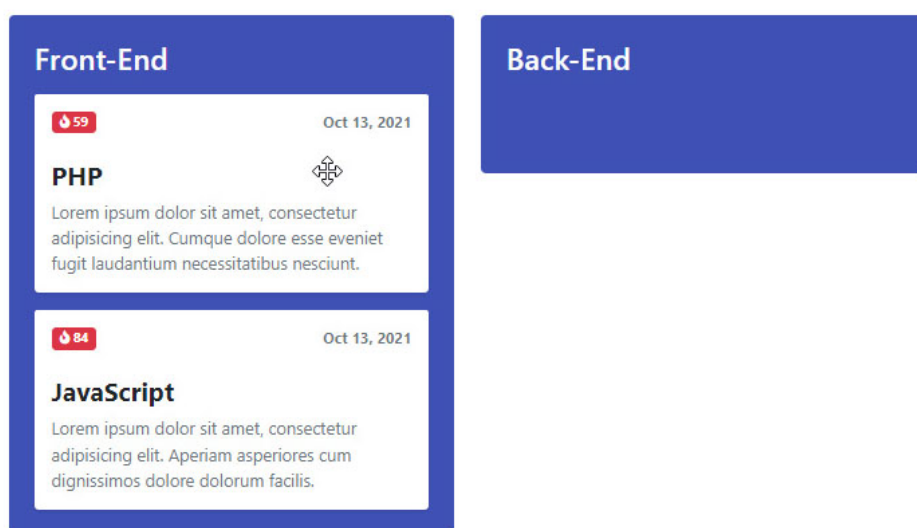 Front-End
59
Oct 13, 2021
PHP
Lorem ipsum dolor sit amet, consectetur
adipisicing elit. Cumque dolore esse eveniet
fugit laudantium necessitatibus nesciunt.
84
Oct 13, 2021
JavaScript
Lorem ipsum dolor sit amet, consectetur
adipisicing elit. Aperiam asperiores cum
dignissimos dolore dolorum facilis.
Back-End